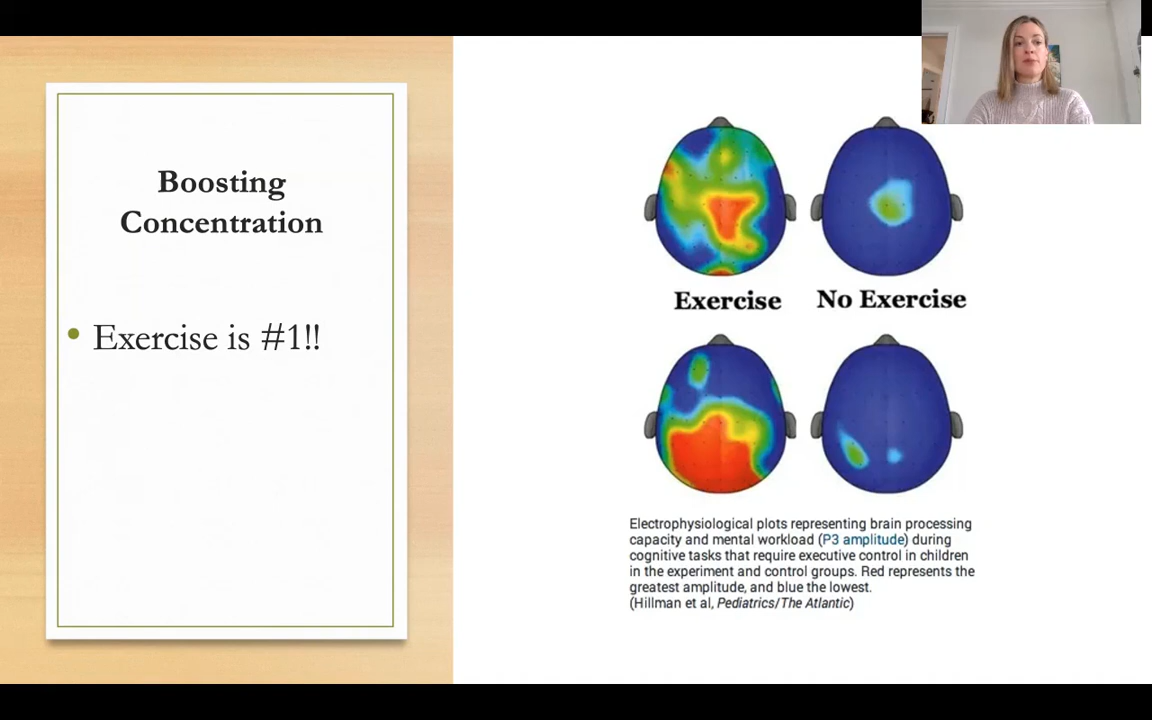 Boosting
Concentration
• Exercise is #1!!
Exercise
No Exercise
Electrophysiological plots representing brain processing
capacity and mental workload (P3 amplitude) during
cognitive tasks that require executive control in children
in the experiment and control groups. Red represents the
greatest amplitude, and blue the lowest.
(Hillman et al, Pediatrics/The Atlantic)